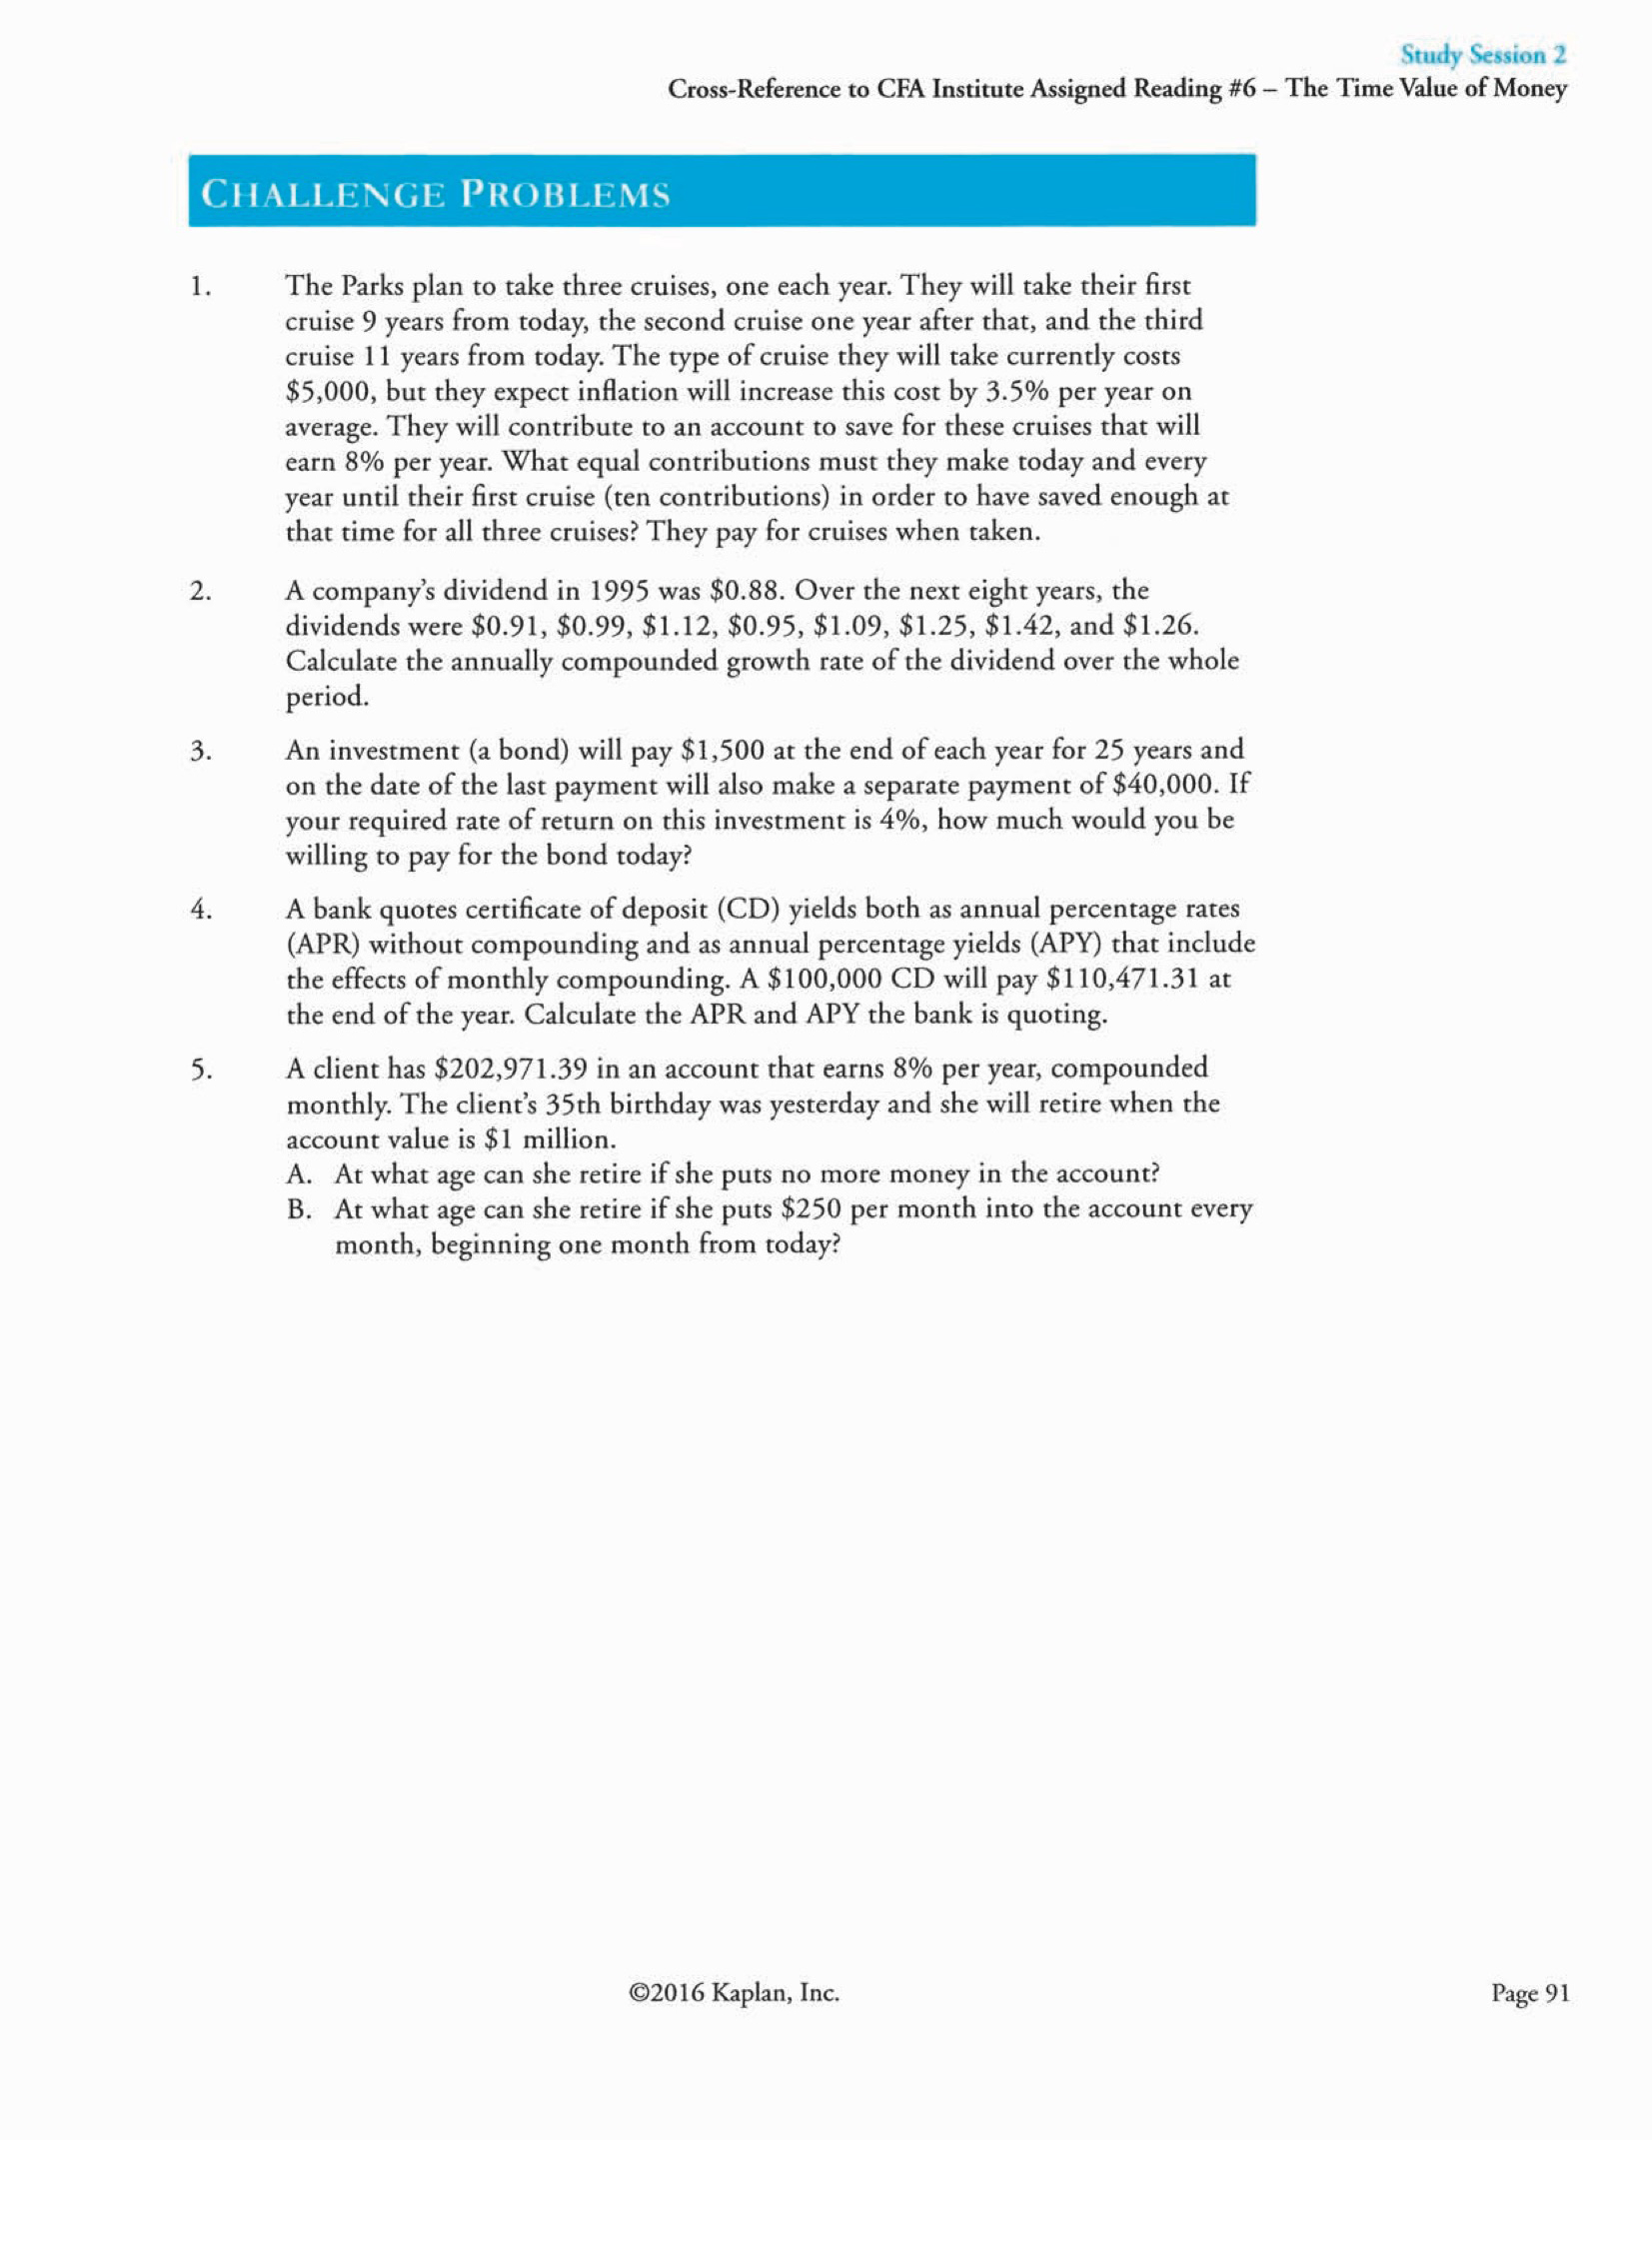 Study Session 2
Cross-Reference to CFA Institute Assigned Reading #6 – The Time Value of Money
CHALLENGE PROBLEMS
1. The Parks plan to take three cruises, one each year. They will take their first
cruise 9 years from today, the second cruise one year after that, and the third
cruise 11 years from today. The type of cruise they will take currently costs
$5,000, but they expect inflation will increase this cost by 3.5% per year on
average. They will contribute to an account to save for these cruises that will
earn 8% per year. What equal contributions must they make today and every
year until their first cruise (ten contributions) in order to have saved enough at
that time for all three cruises? They pay for cruises when taken.
2. A company's dividend in 1995 was $0.88. Over the next eight years, the
dividends were $0.91, $0.99, $1.12, $0.95, $1.09, $1.25, $1.42, and $1.26.
Calculate the annually compounded growth rate of the dividend over the whole
period.
3. An investment (a bond) will pay $1,500 at the end of each year for 25 years and
on the date of the last payment will also make a separate payment of $40,000. If
your required rate of return on this investment is 4%, how much would you be
willing to pay for the bond today?
4. A bank quotes certificate of deposit (CD) yields both as annual percentage rates
(APR) without compounding and as annual percentage yields (APY) that include
the effects of monthly compounding. A $100,000 CD will pay $110,471.31 at
the end of the year. Calculate the APR and APY the bank is quoting.
5. A client has $202,971.39 in an account that earns 8% per year, compounded
monthly. The client's 35th birthday was yesterday and she will retire when the
account value is $1 million.
A. At what age can she retire if she puts no more money in the account?
B. At what age can she retire if she puts $250 per month into the account every
month, beginning one month from today?
©2016 Kaplan, Inc.
Page 91